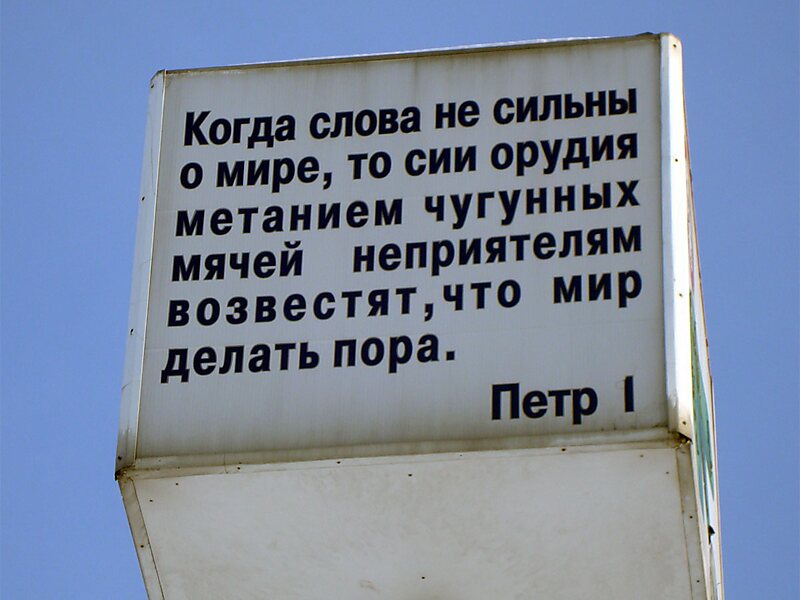 Когда слова не сильны
о мире, то сии орудия
метанием чугунных
мячей неприятелям
возвестят,что мир
делать пора.
Петр I